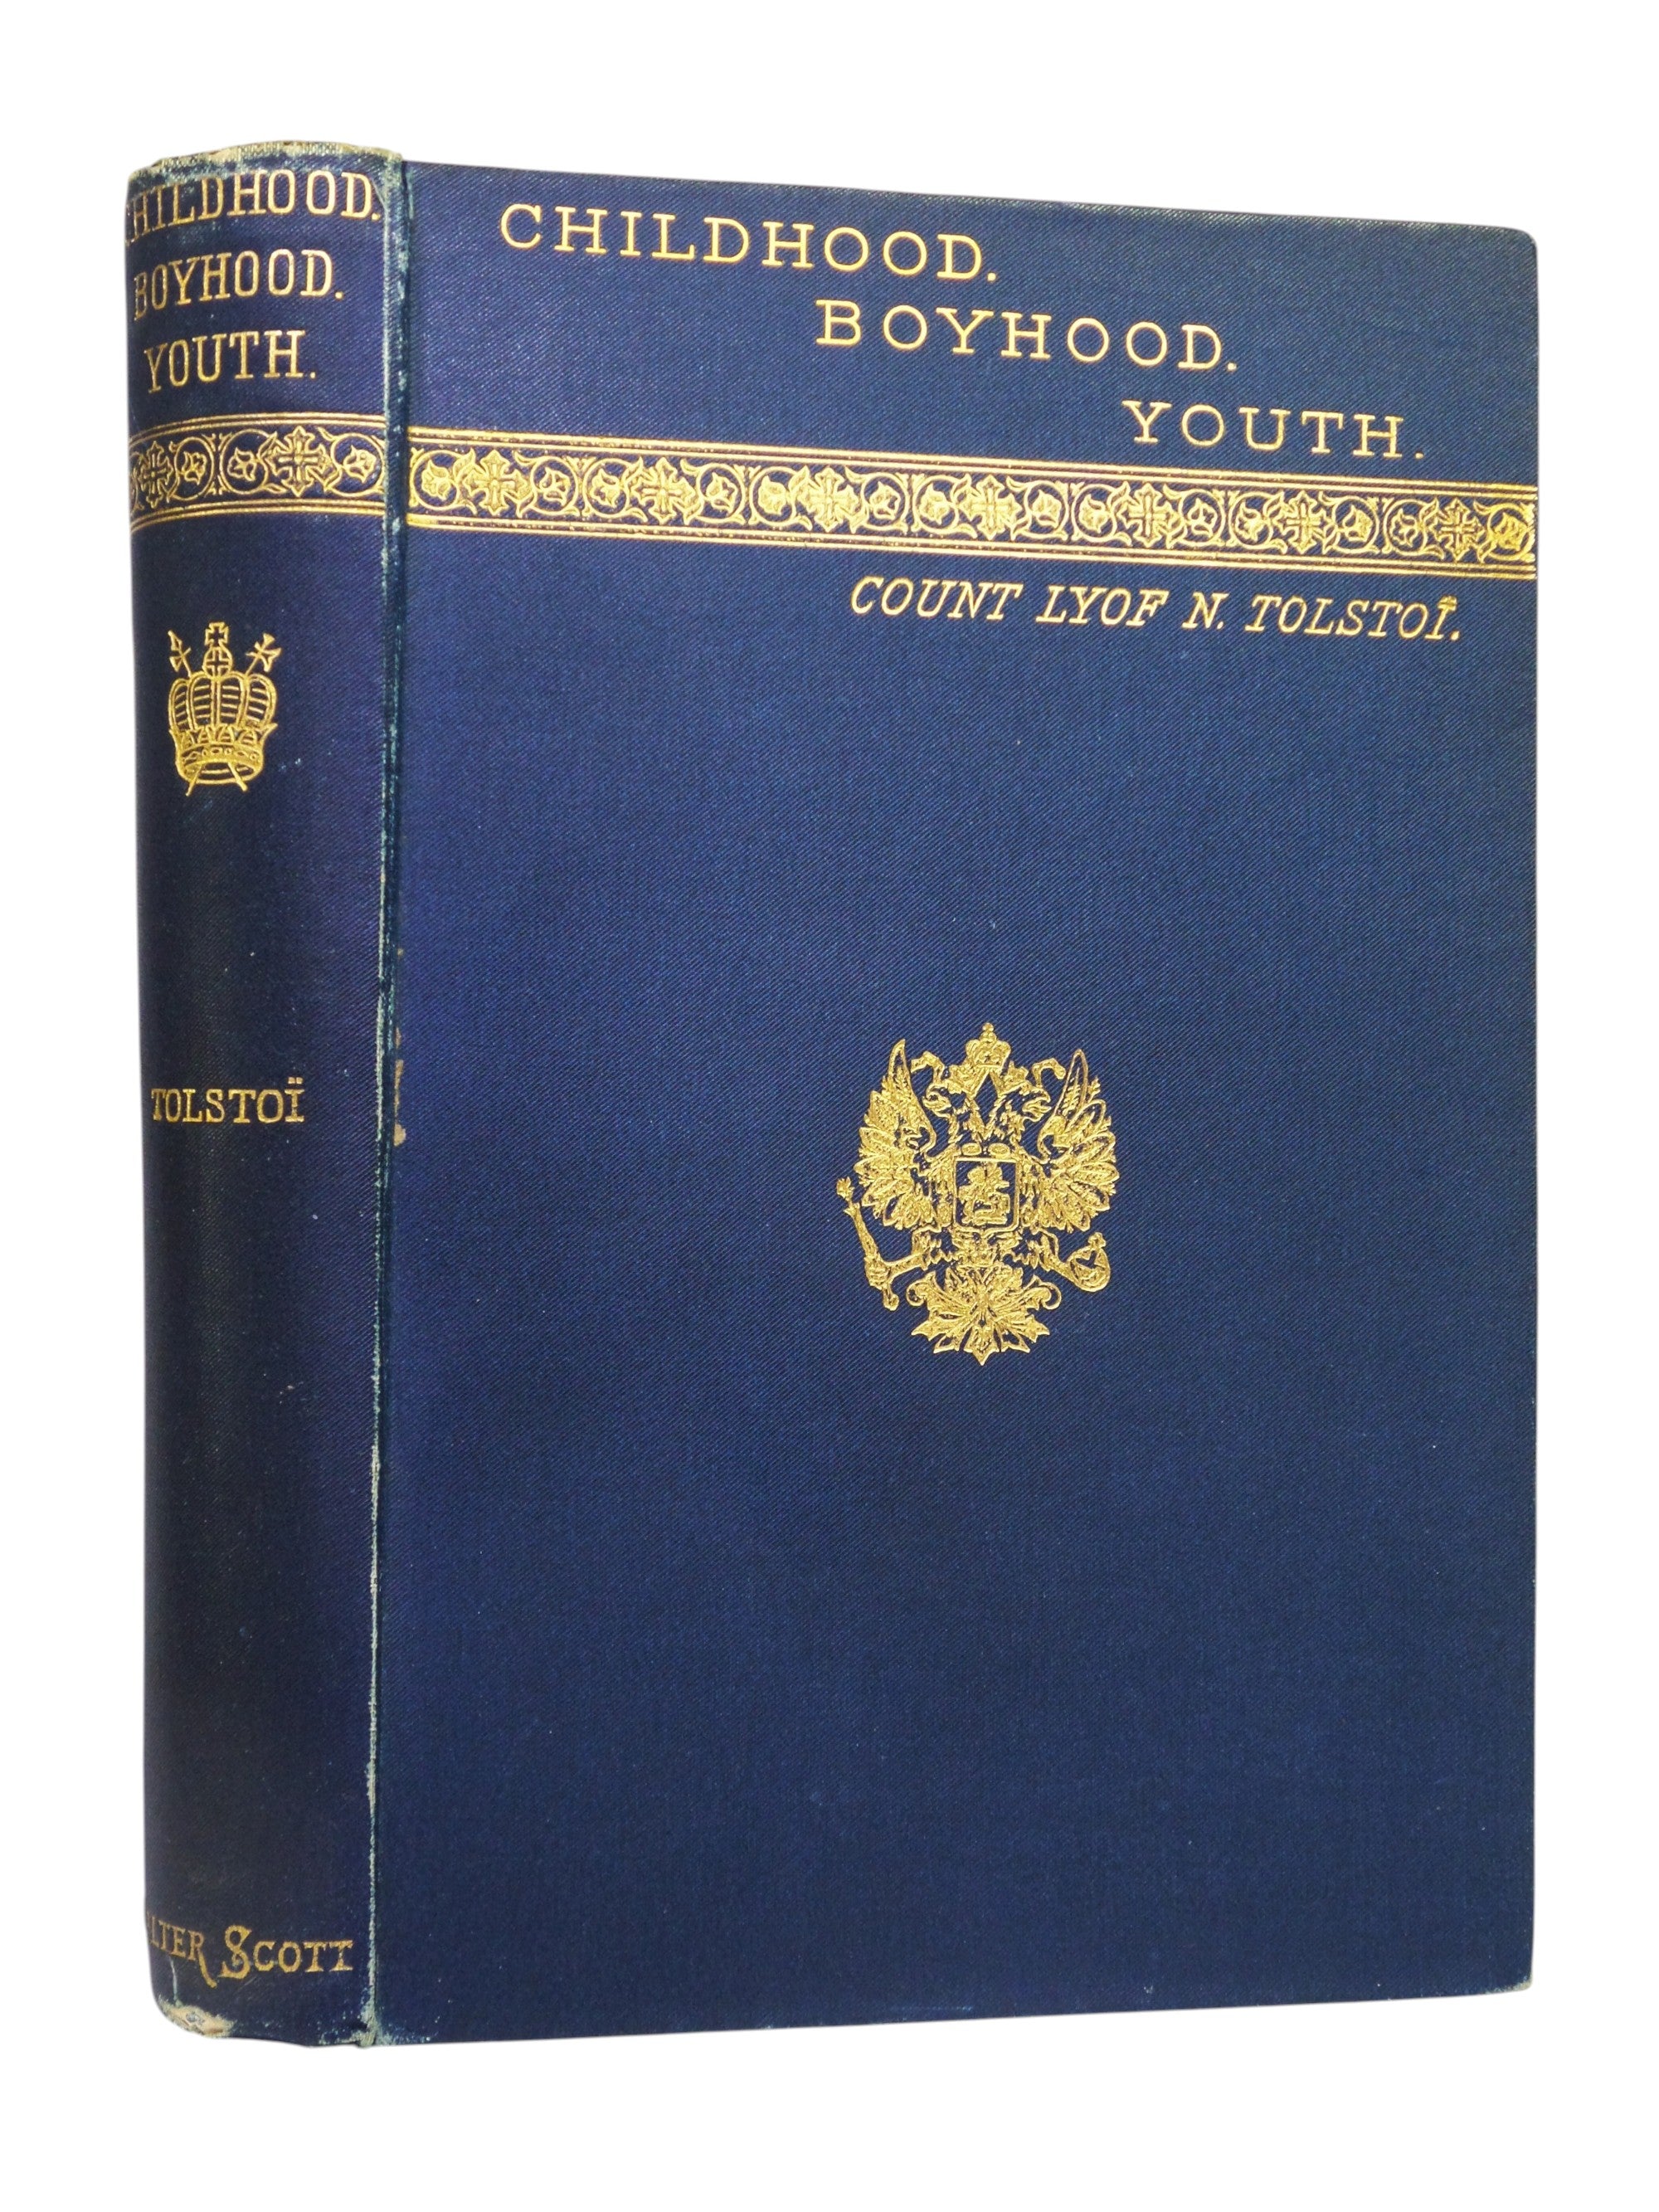 CHILDHOOD.
BOYHOOD.
YOUTH.
TOLSTOÏ
SCOTT
CHILDHOOD.
BOYHOOD.
YOUTH.
COUNT LYOF N. TOLSTOÏ.